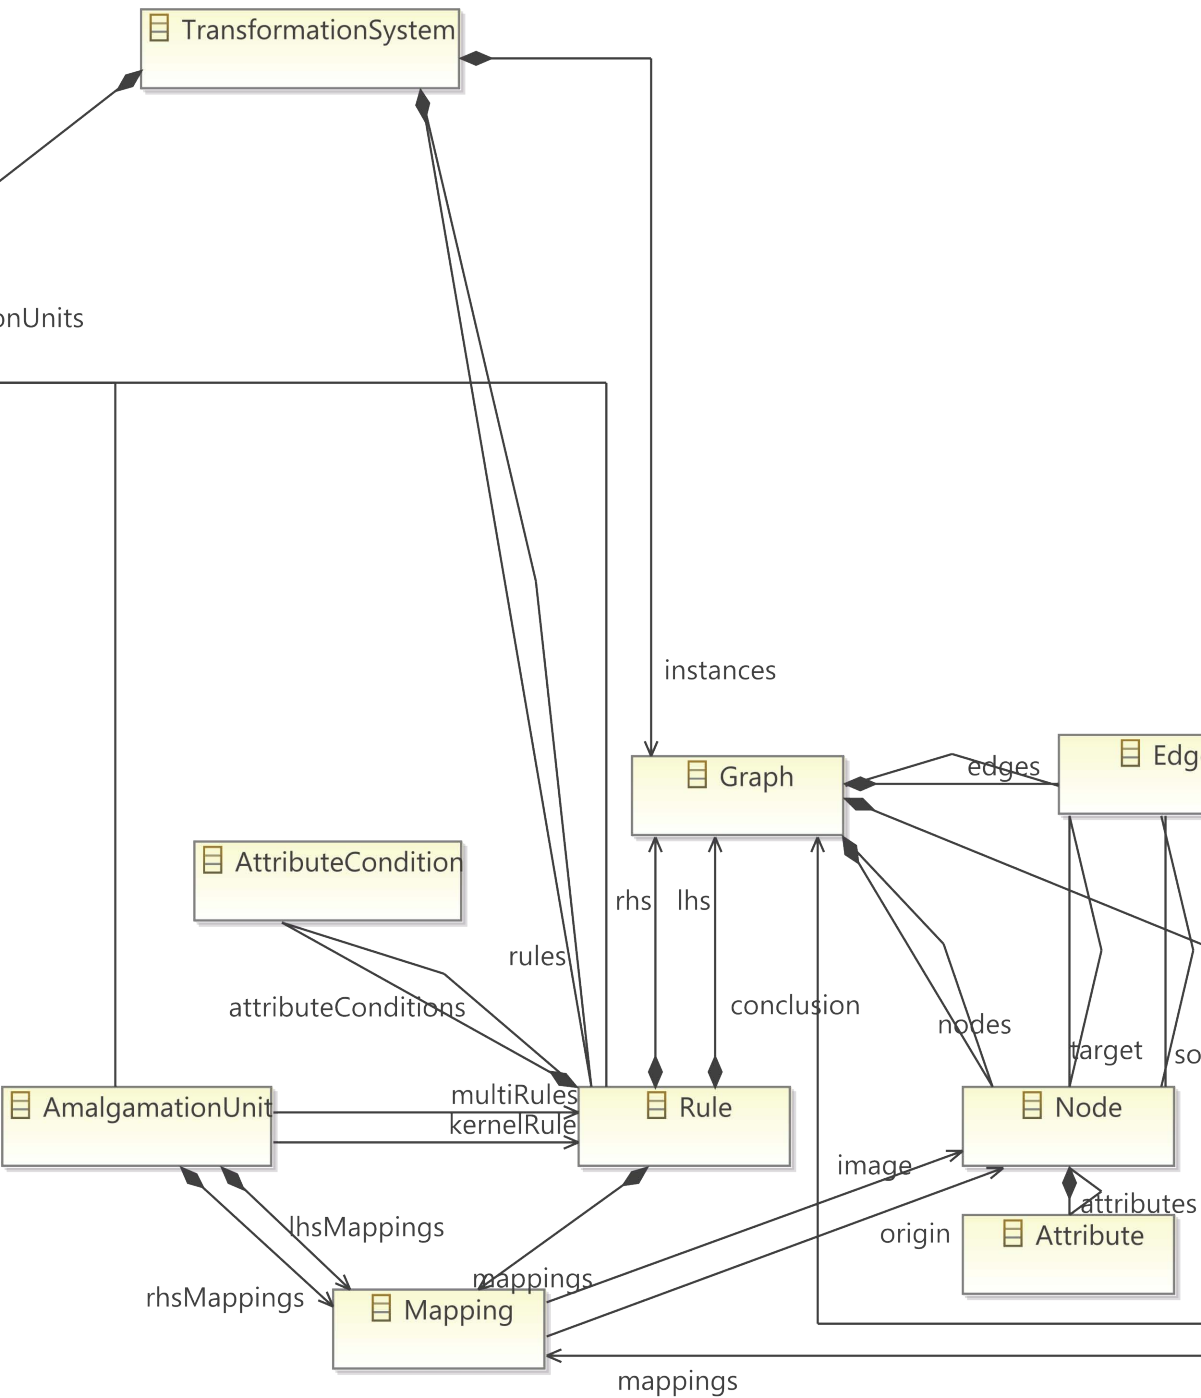 TransformationSystem
onUnits
instances
Graph
edges
Edg
AttributeCondition
rhs
lhs
rules
attributeConditions
conclusion
nodes
target
so
AmalgamationUnit
multiRules
kernelRule
Rule
Node
image
attributes
lhsMappings
origin
Attribute
mappings
rhsMappings
Mapping
mappings